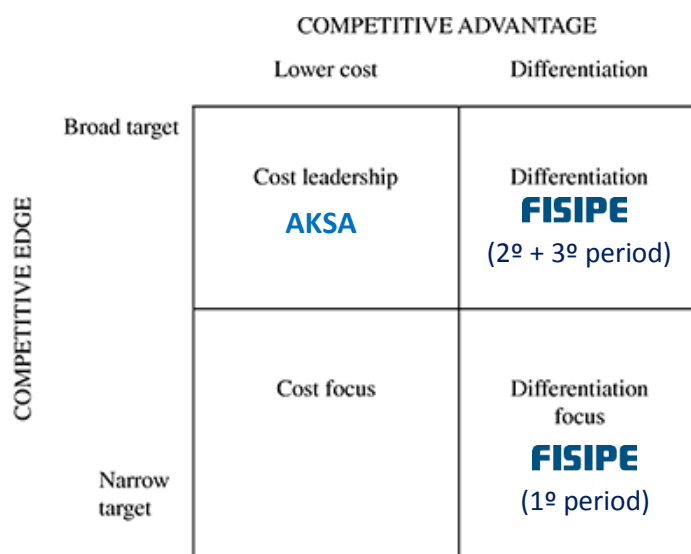 COMPETITIVE ADVANTAGE
Lower cost
Differentiation
Broad target
COMPETITIVE EDGE
Cost leadership
AKSA
Differentiation
FISIPE
(2º + 3º period)
Cost focus
Differentiation
focus
FISIPE
(1º period)
Narrow
target